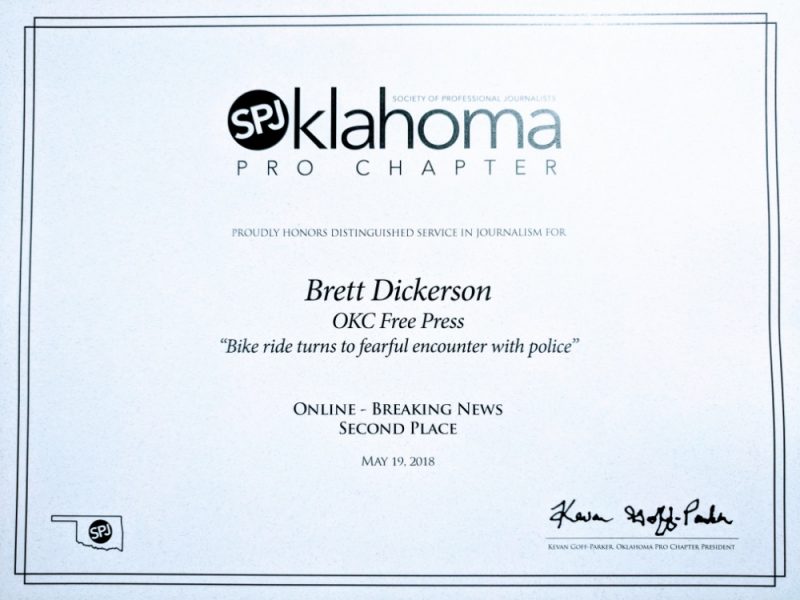 SOCIETY OF PROFESSIONAL JOURNALISTS
SPJ Oklahoma
PRO CHAPTER
PROUDLY HONORS DISTINGUISHED SERVICE IN JOURNALISM FOR
Brett Dickerson
OKC Free Press
“Bike ride turns to fearful encounter with police”
ONLINE - BREAKING NEWS
SECOND PLACE
MAY 19, 2018
SPJ
Kevan Goff-Parker
KEVAN GOFF-PARKER, OKLAHOMA PRO CHAPTER PRESIDENT